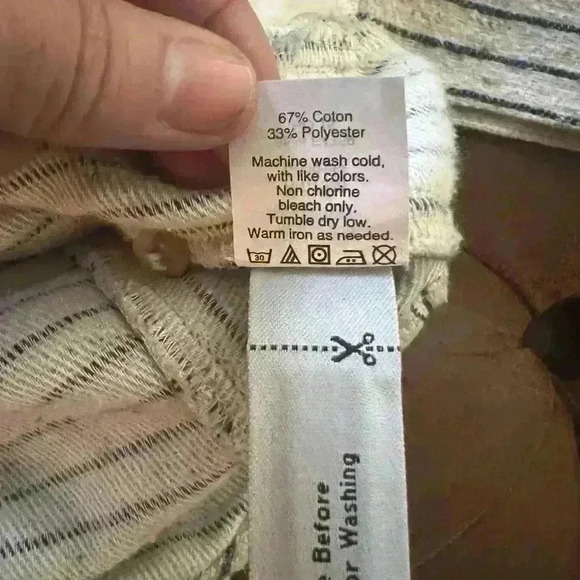 67% Coton
33% Polyester
Machine wash cold,
with like colors.
Non chlorine
bleach only.
Tumble dry low.
Warm iron as needed.
30
Before
Washing